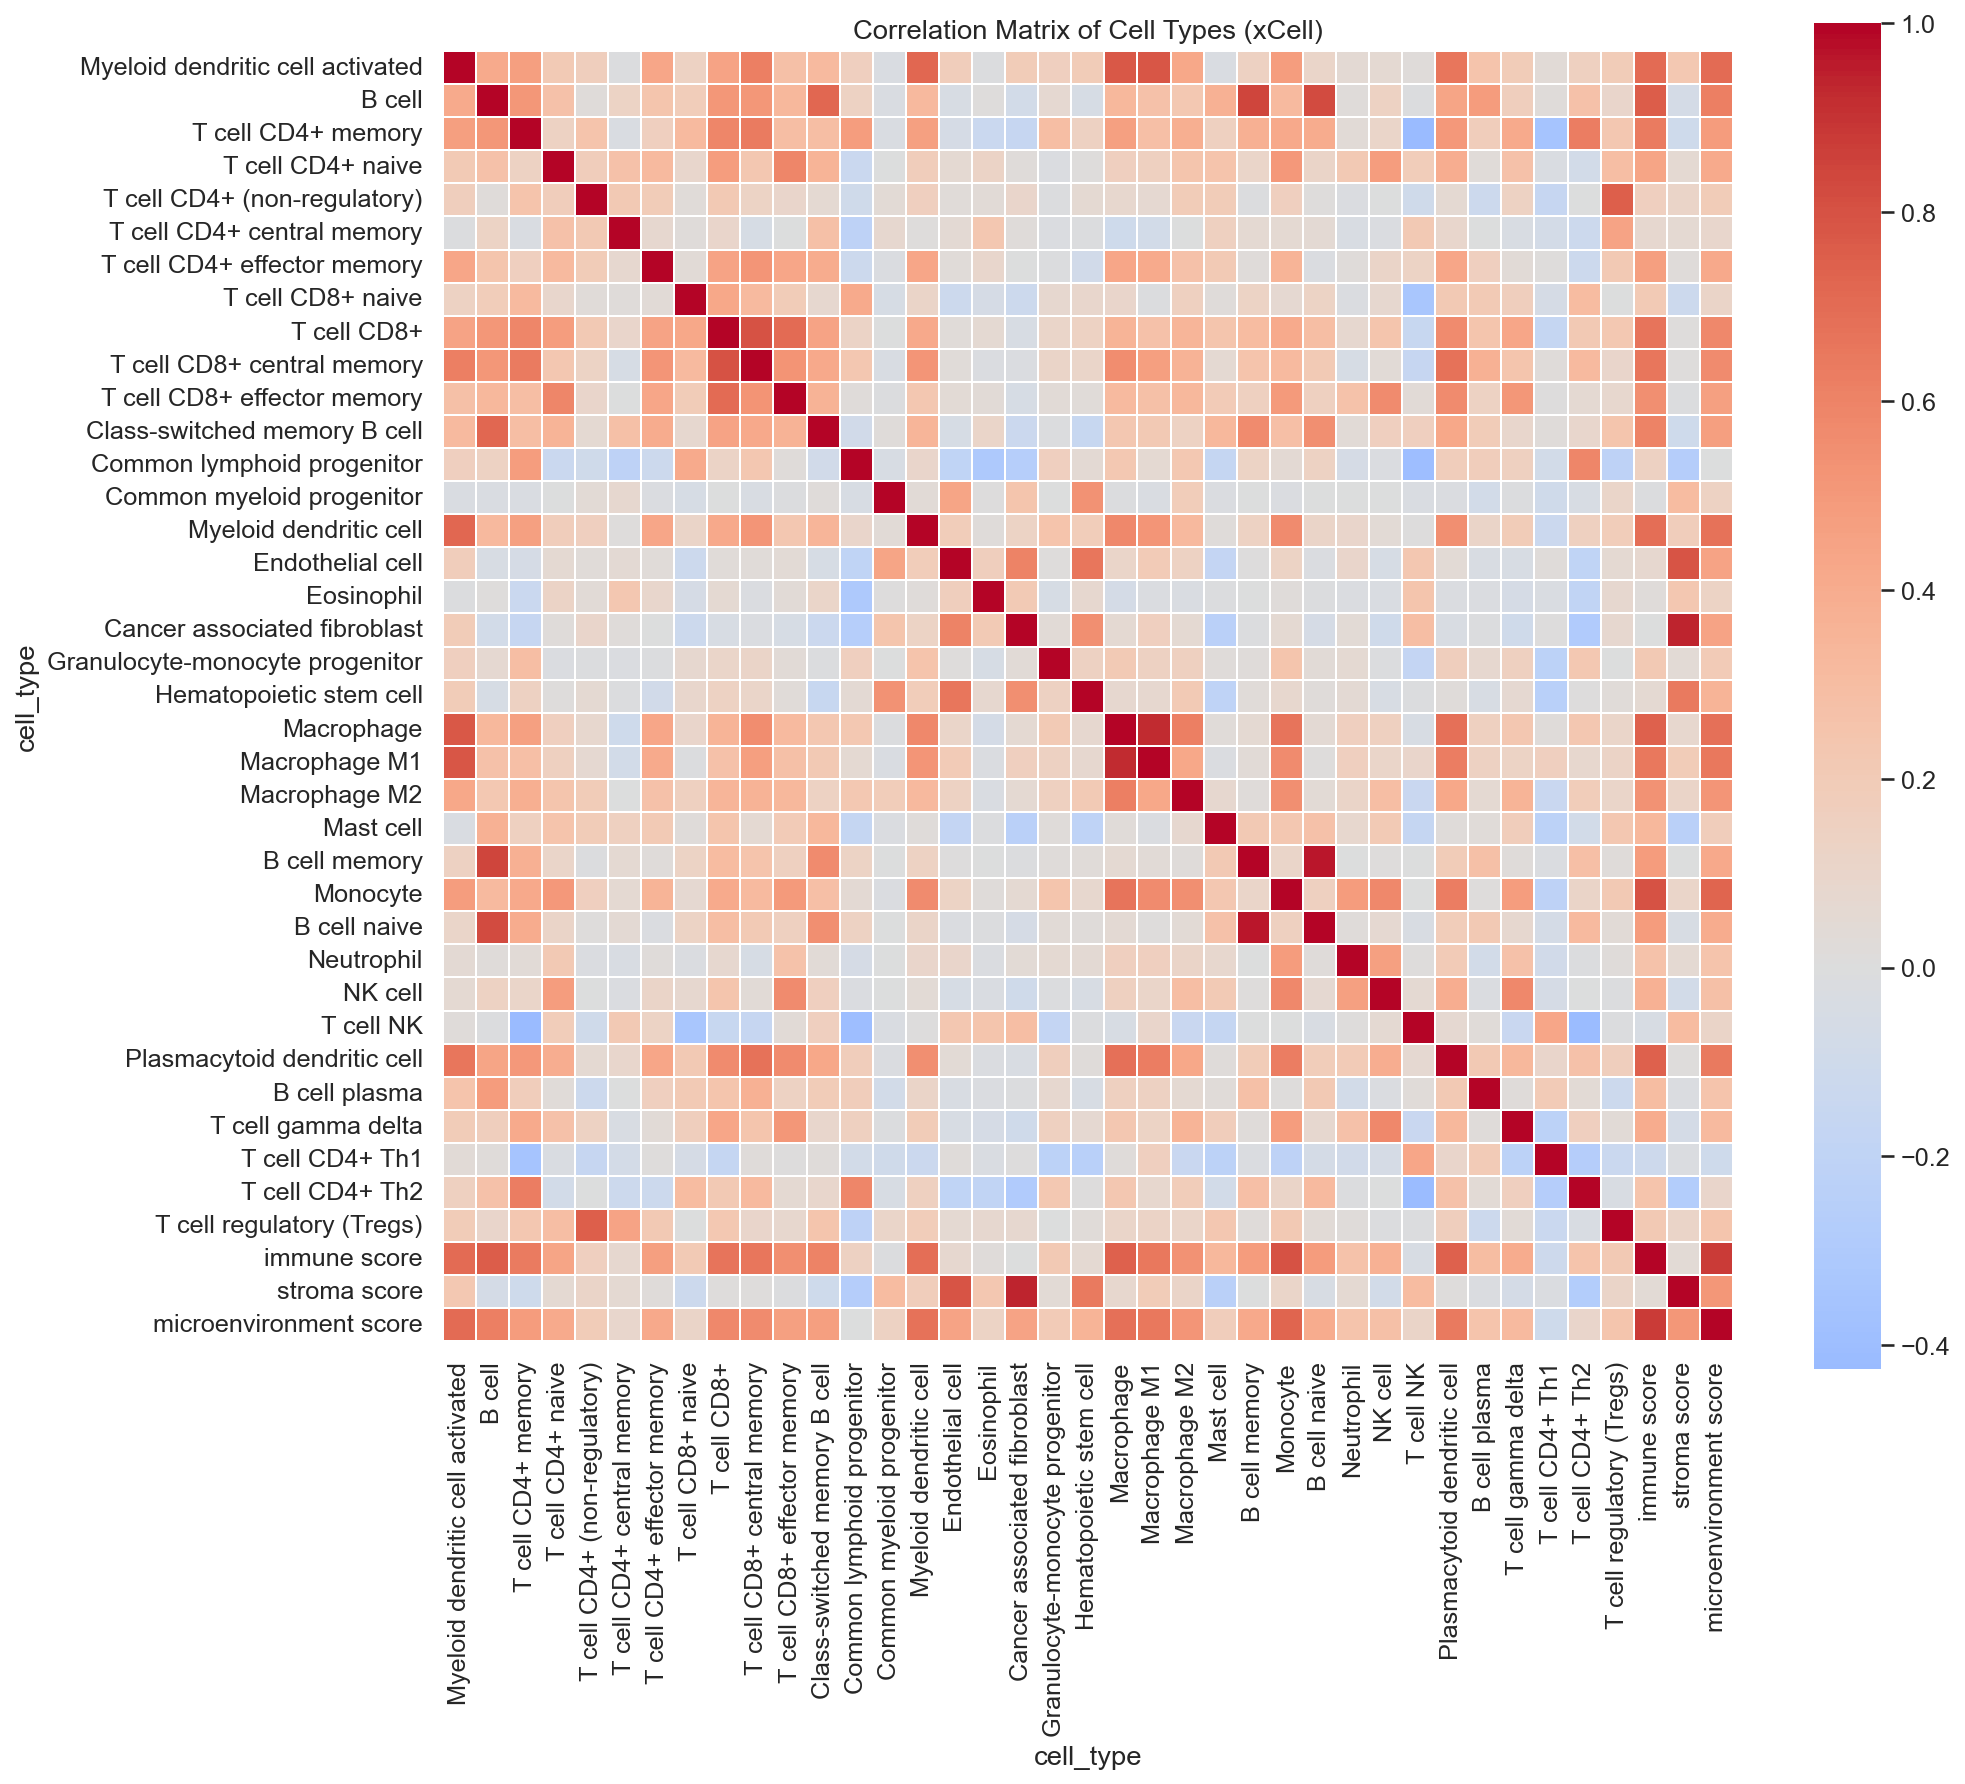 Correlation Matrix of Cell Types (xCell)
Myeloid dendritic cell activated
B cell
T cell CD4+ memory
T cell CD4+ naive
T cell CD4+ (non-regulatory)
T cell CD4+ central memory
T cell CD4+ effector memory
T cell CD8+ naive
T cell CD8+
T cell CD8+ central memory
T cell CD8+ effector memory
Class-switched memory B cell
Common lymphoid progenitor
Common myeloid progenitor
Myeloid dendritic cell
Endothelial cell
Eosinophil
Cancer associated fibroblast
Granulocyte-monocyte progenitor
Hematopoietic stem cell
Macrophage
Macrophage M1
Macrophage M2
Mast cell
B cell memory
Monocyte
B cell naive
Neutrophil
NK cell
T cell NK
Plasmacytoid dendritic cell
B cell plasma
T cell gamma delta
T cell CD4+ Th1
T cell CD4+ Th2
T cell regulatory (Tregs)
immune score
stroma score
microenvironment score
cell_type
Myeloid dendritic cell activated
B cell
T cell CD4+ memory
T cell CD4+ naive
T cell CD4+ (non-regulatory)
T cell CD4+ central memory
T cell CD4+ effector memory
T cell CD8+ naive
T cell CD8+
T cell CD8+ central memory
T cell CD8+ effector memory
Class-switched memory B cell
Common lymphoid progenitor
Common myeloid progenitor
Myeloid dendritic cell
Endothelial cell
Eosinophil
Cancer associated fibroblast
Granulocyte-monocyte progenitor
Hematopoietic stem cell
Macrophage
Macrophage M1
Macrophage M2
Mast cell
B cell memory
Monocyte
B cell naive
Neutrophil
NK cell
T cell NK
Plasmacytoid dendritic cell
B cell plasma
T cell gamma delta
T cell CD4+ Th1
T cell CD4+ Th2
T cell regulatory (Tregs)
immune score
stroma score
microenvironment score
cell_type
1.0
0.8
0.6
0.4
0.2
0.0
−0.2
−0.4